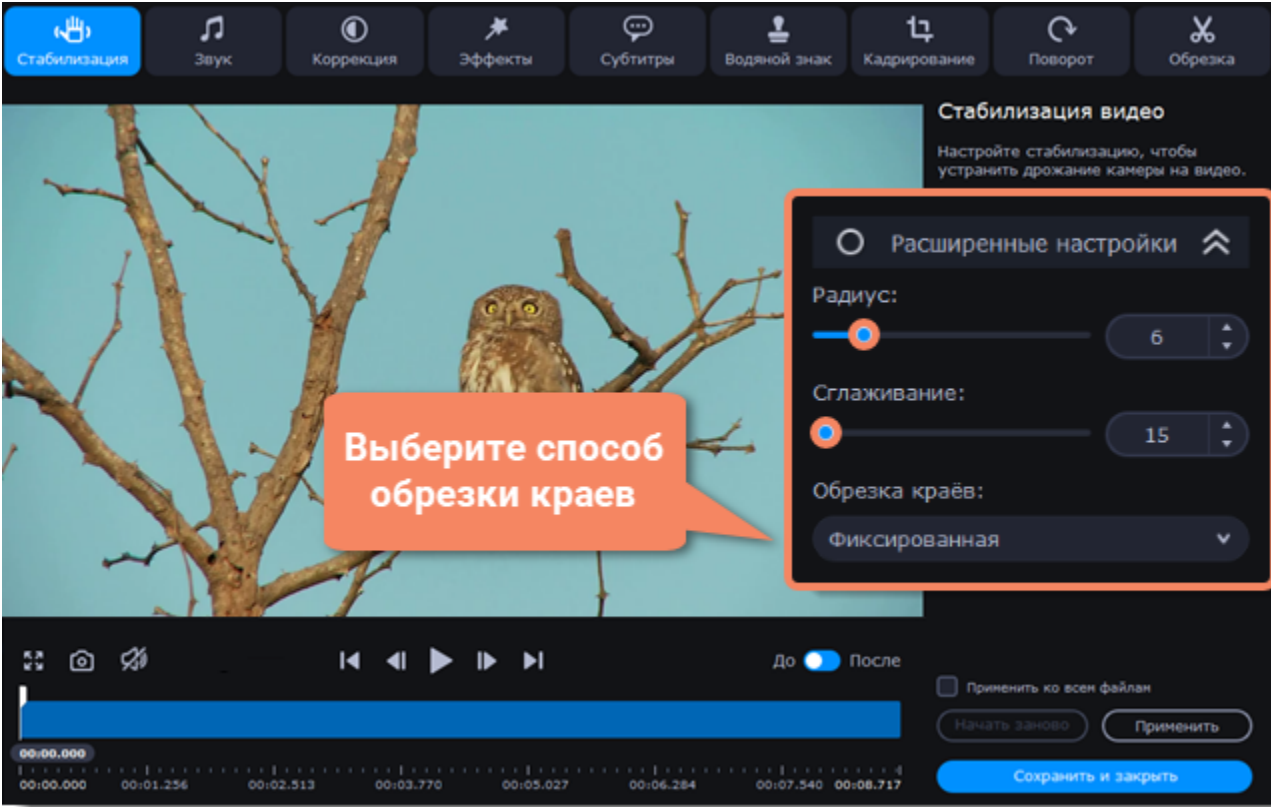 Стабилизация
Звук
Коррекция
Эффекты
Субтитры
Водяной знак
Кадрирование
Поворот
Обрезка
Стабилизация видео
Настройте стабилизацию, чтобы
устранить дрожание камеры на видео.
Расширенные настройки
Радиус:
6
Сглаживание:
15
Обрезка краёв:
Фиксированная
Выберите способ
обрезки краев
До После
Применить ко всем файлам
Начать заново
Применить
Сохранить и закрыть
00:00.000
00:00.000 00:01.256 00:02.513 00:03.770 00:05.027 00:06.284 00:07.540 00:08.717